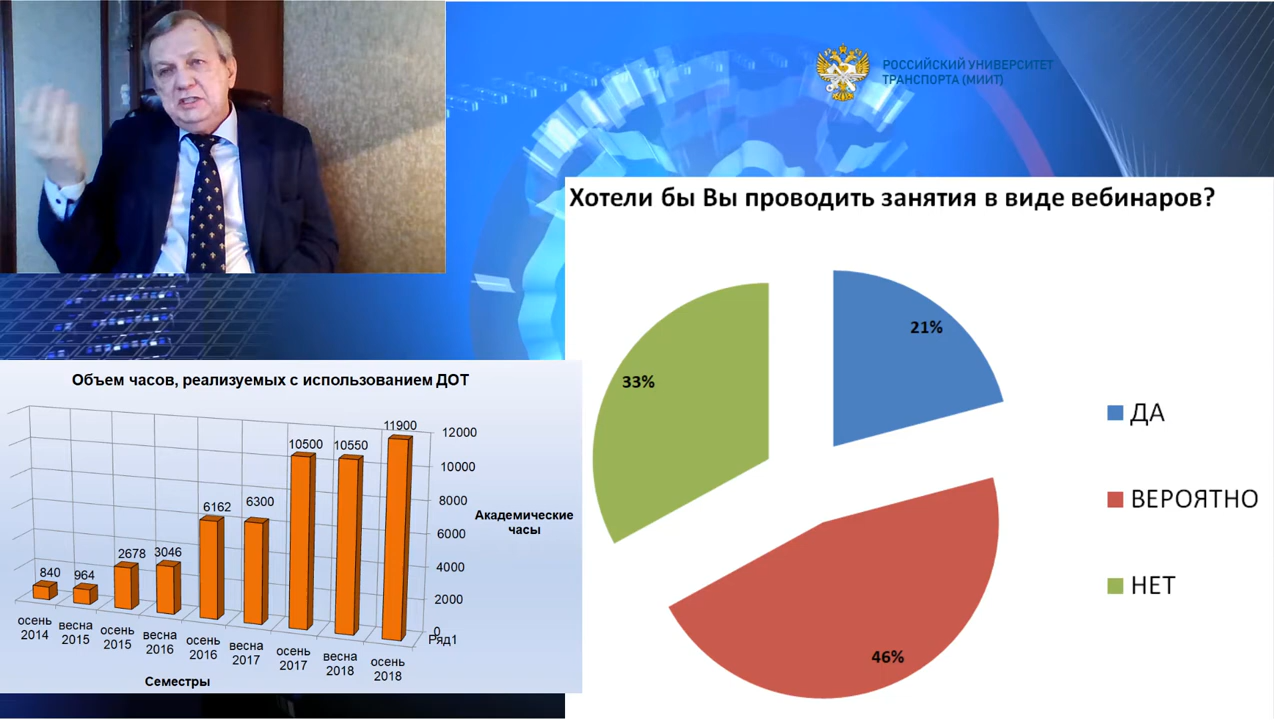 РОССИЙСКИЙ УНИВЕРСИТЕТ
ТРАНСПОРТА (МИИТ)
Хотели бы Вы проводить занятия в виде вебинаров?
21%
33%
46%
ДА
ВЕРОЯТНО
НЕТ
Объем часов, реализуемых с использованием ДОТ
840
964
2678
3046
6162
6300
10500
10550
11900
12000
10000
8000
6000
4000
2000
0
Академические
часы
Ряд1
осень
2014
весна
2015
осень
2015
весна
2016
осень
2016
весна
2017
осень
2017
весна
2018
осень
2018
Семестры